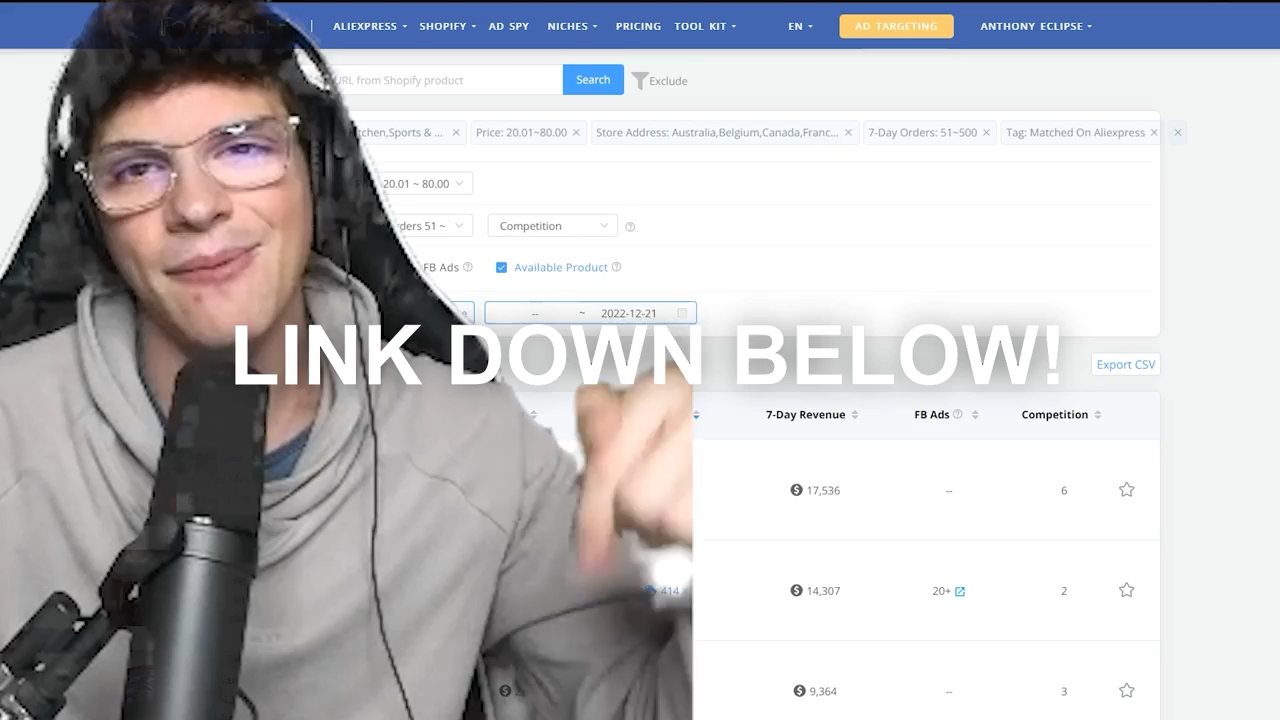 ALIEXPRESS SHOPIFY AD SPY NICHES PRICING TOOL KIT EN AD TARGETING ANTHONY ECLIPSE
URL from Shopify product Search Exclude
Price: 20.01~80.00 Store Address: Australia,Belgium,Canada,Franc... 7-Day Orders: 51~500 Tag: Matched On Aliexpress
20.01 ~ 80.00
51 ~ Competition
FB Ads Available Product
-- ~ 2022-12-21
LINK DOWN BELOW!
Export CSV
7-Day Revenue FB Ads Competition
17,536 -- 6
414 14,307 20+ 2
9,364 -- 3